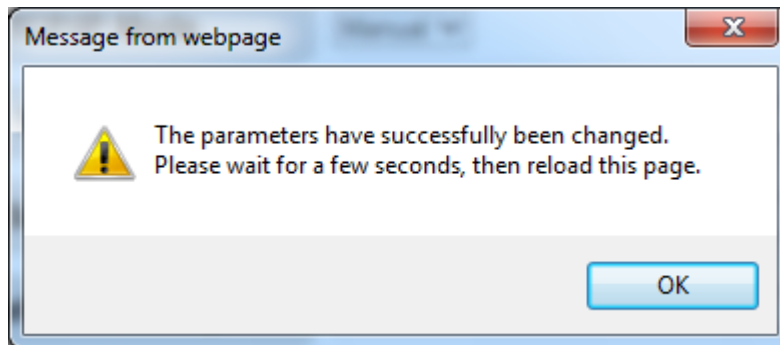 Message from webpage
Manual
The parameters have successfully been changed.
Please wait for a few seconds, then reload this page.
OK